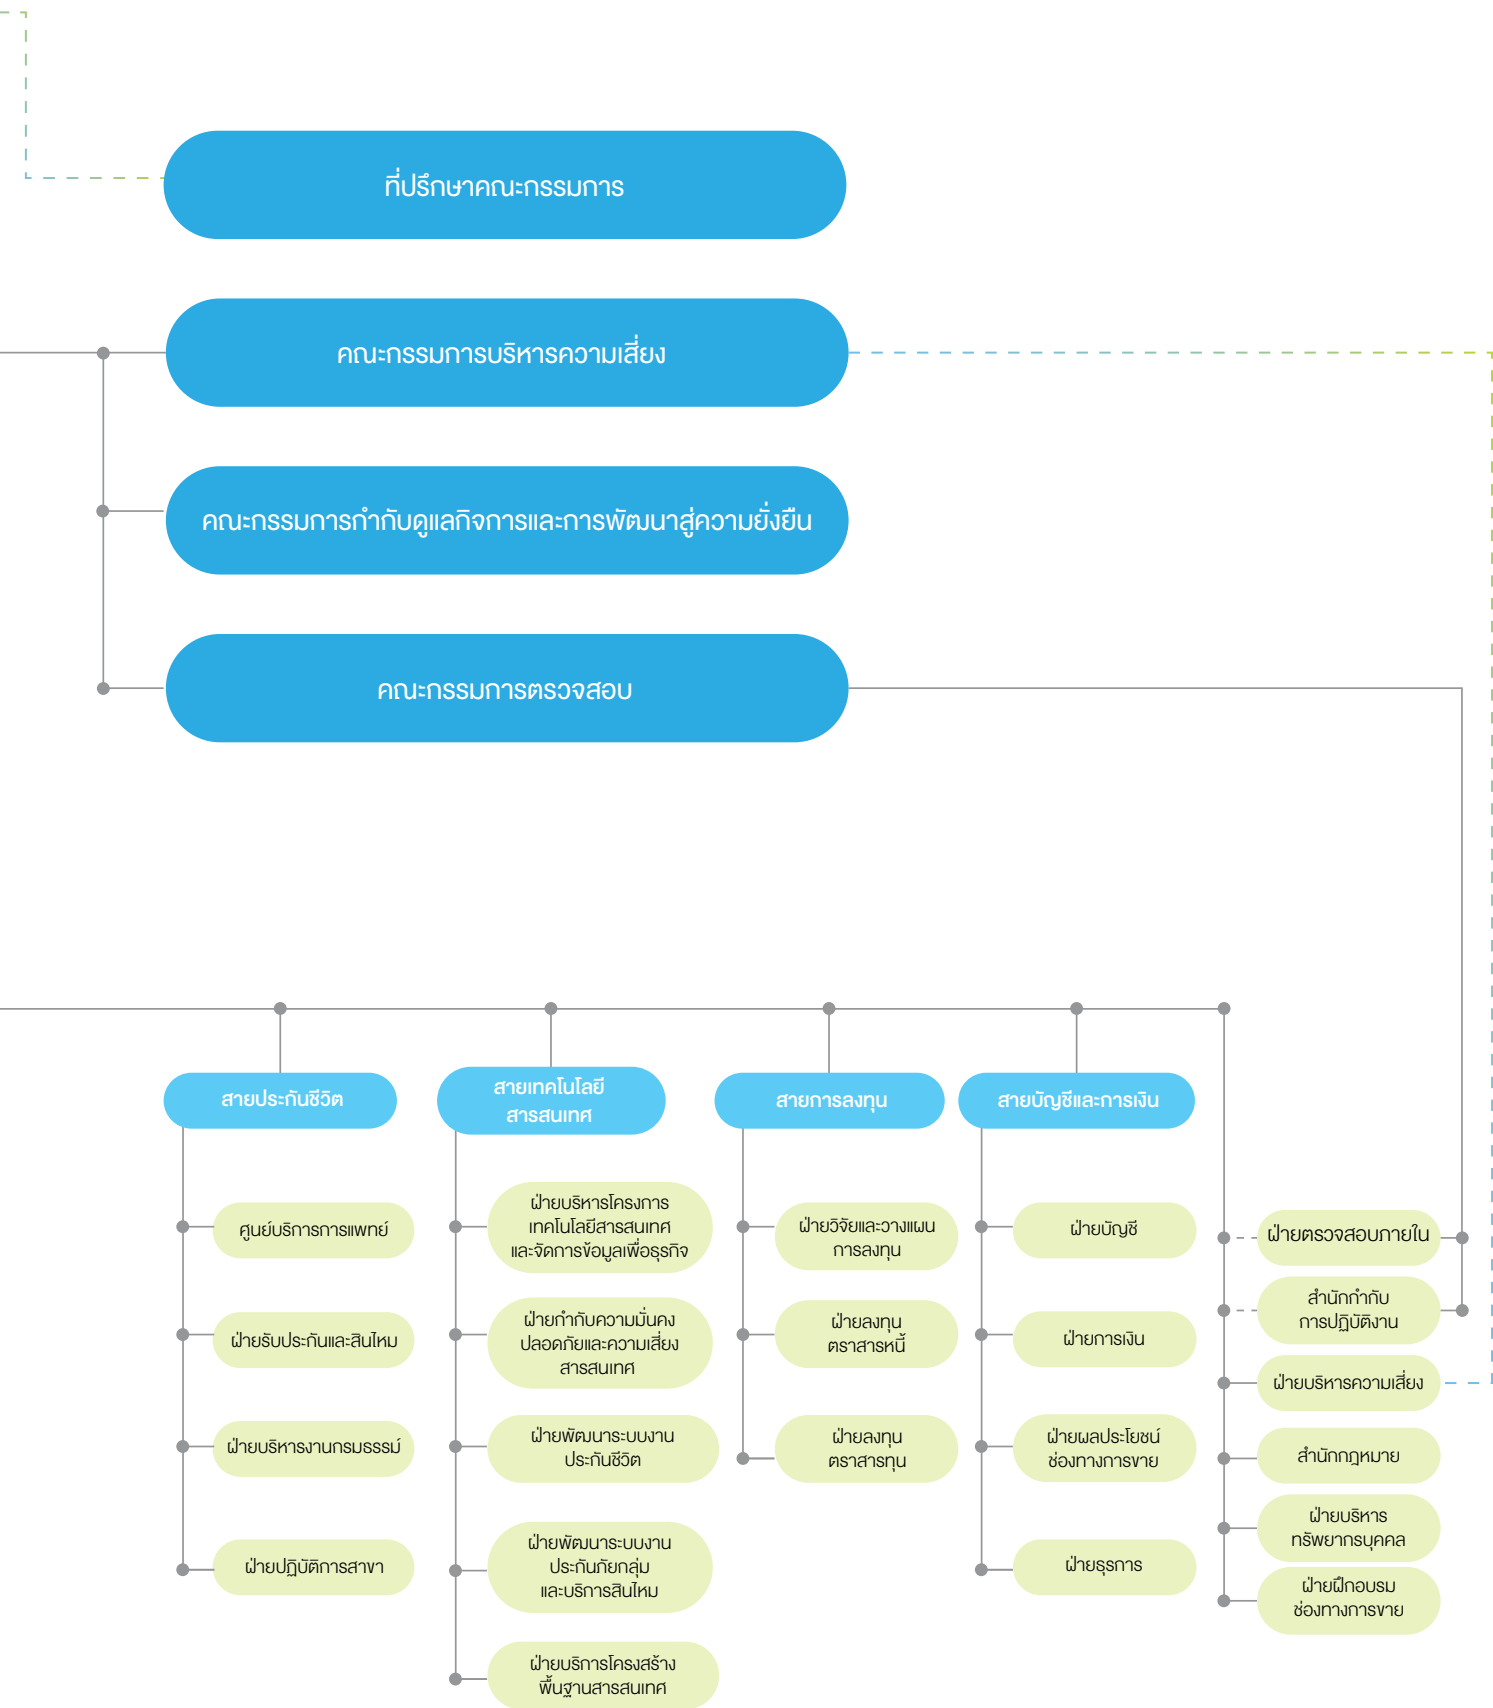 ที่ปรึกษาคณะกรรมการ
คณะกรรมการบริหารความเสี่ยง
คณะกรรมการกำกับดูแลกิจการและการพัฒนาสู่ความยั่งยืน
คณะกรรมการตรวจสอบ
สายประกันชีวิต
ศูนย์บริการการแพทย์
ฝ่ายรับประกันและสินไหม
ฝ่ายบริหารงานกรมธรรม์
ฝ่ายปฏิบัติการสาขา
สายเทคโนโลยี
สารสนเทศ
ฝ่ายบริหารโครงการ
เทคโนโลยีสารสนเทศ
และจัดการข้อมูลเพื่อธุรกิจ
ฝ่ายกำกับความมั่นคง
ปลอดภัยและความเสี่ยง
สารสนเทศ
ฝ่ายพัฒนาระบบงาน
ประกันชีวิต
ฝ่ายพัฒนาระบบงาน
ประกันภัยกลุ่ม
และบริการสินไหม
ฝ่ายบริการโครงสร้าง
พื้นฐานสารสนเทศ
สายการลงทุน
ฝ่ายวิจัยและวางแผน
การลงทุน
ฝ่ายลงทุน
ตราสารหนี้
ฝ่ายลงทุน
ตราสารทุน
สายบัญชีและการเงิน
ฝ่ายบัญชี
ฝ่ายการเงิน
ฝ่ายผลประโยชน์
ช่องทางการขาย
ฝ่ายธุรการ
ฝ่ายตรวจสอบภายใน
สำนักกำกับ
การปฏิบัติงาน
ฝ่ายบริหารความเสี่ยง
สำนักกฎหมาย
ฝ่ายบริหาร
ทรัพยากรบุคคล
ฝ่ายฝึกอบรม
ช่องทางการขาย